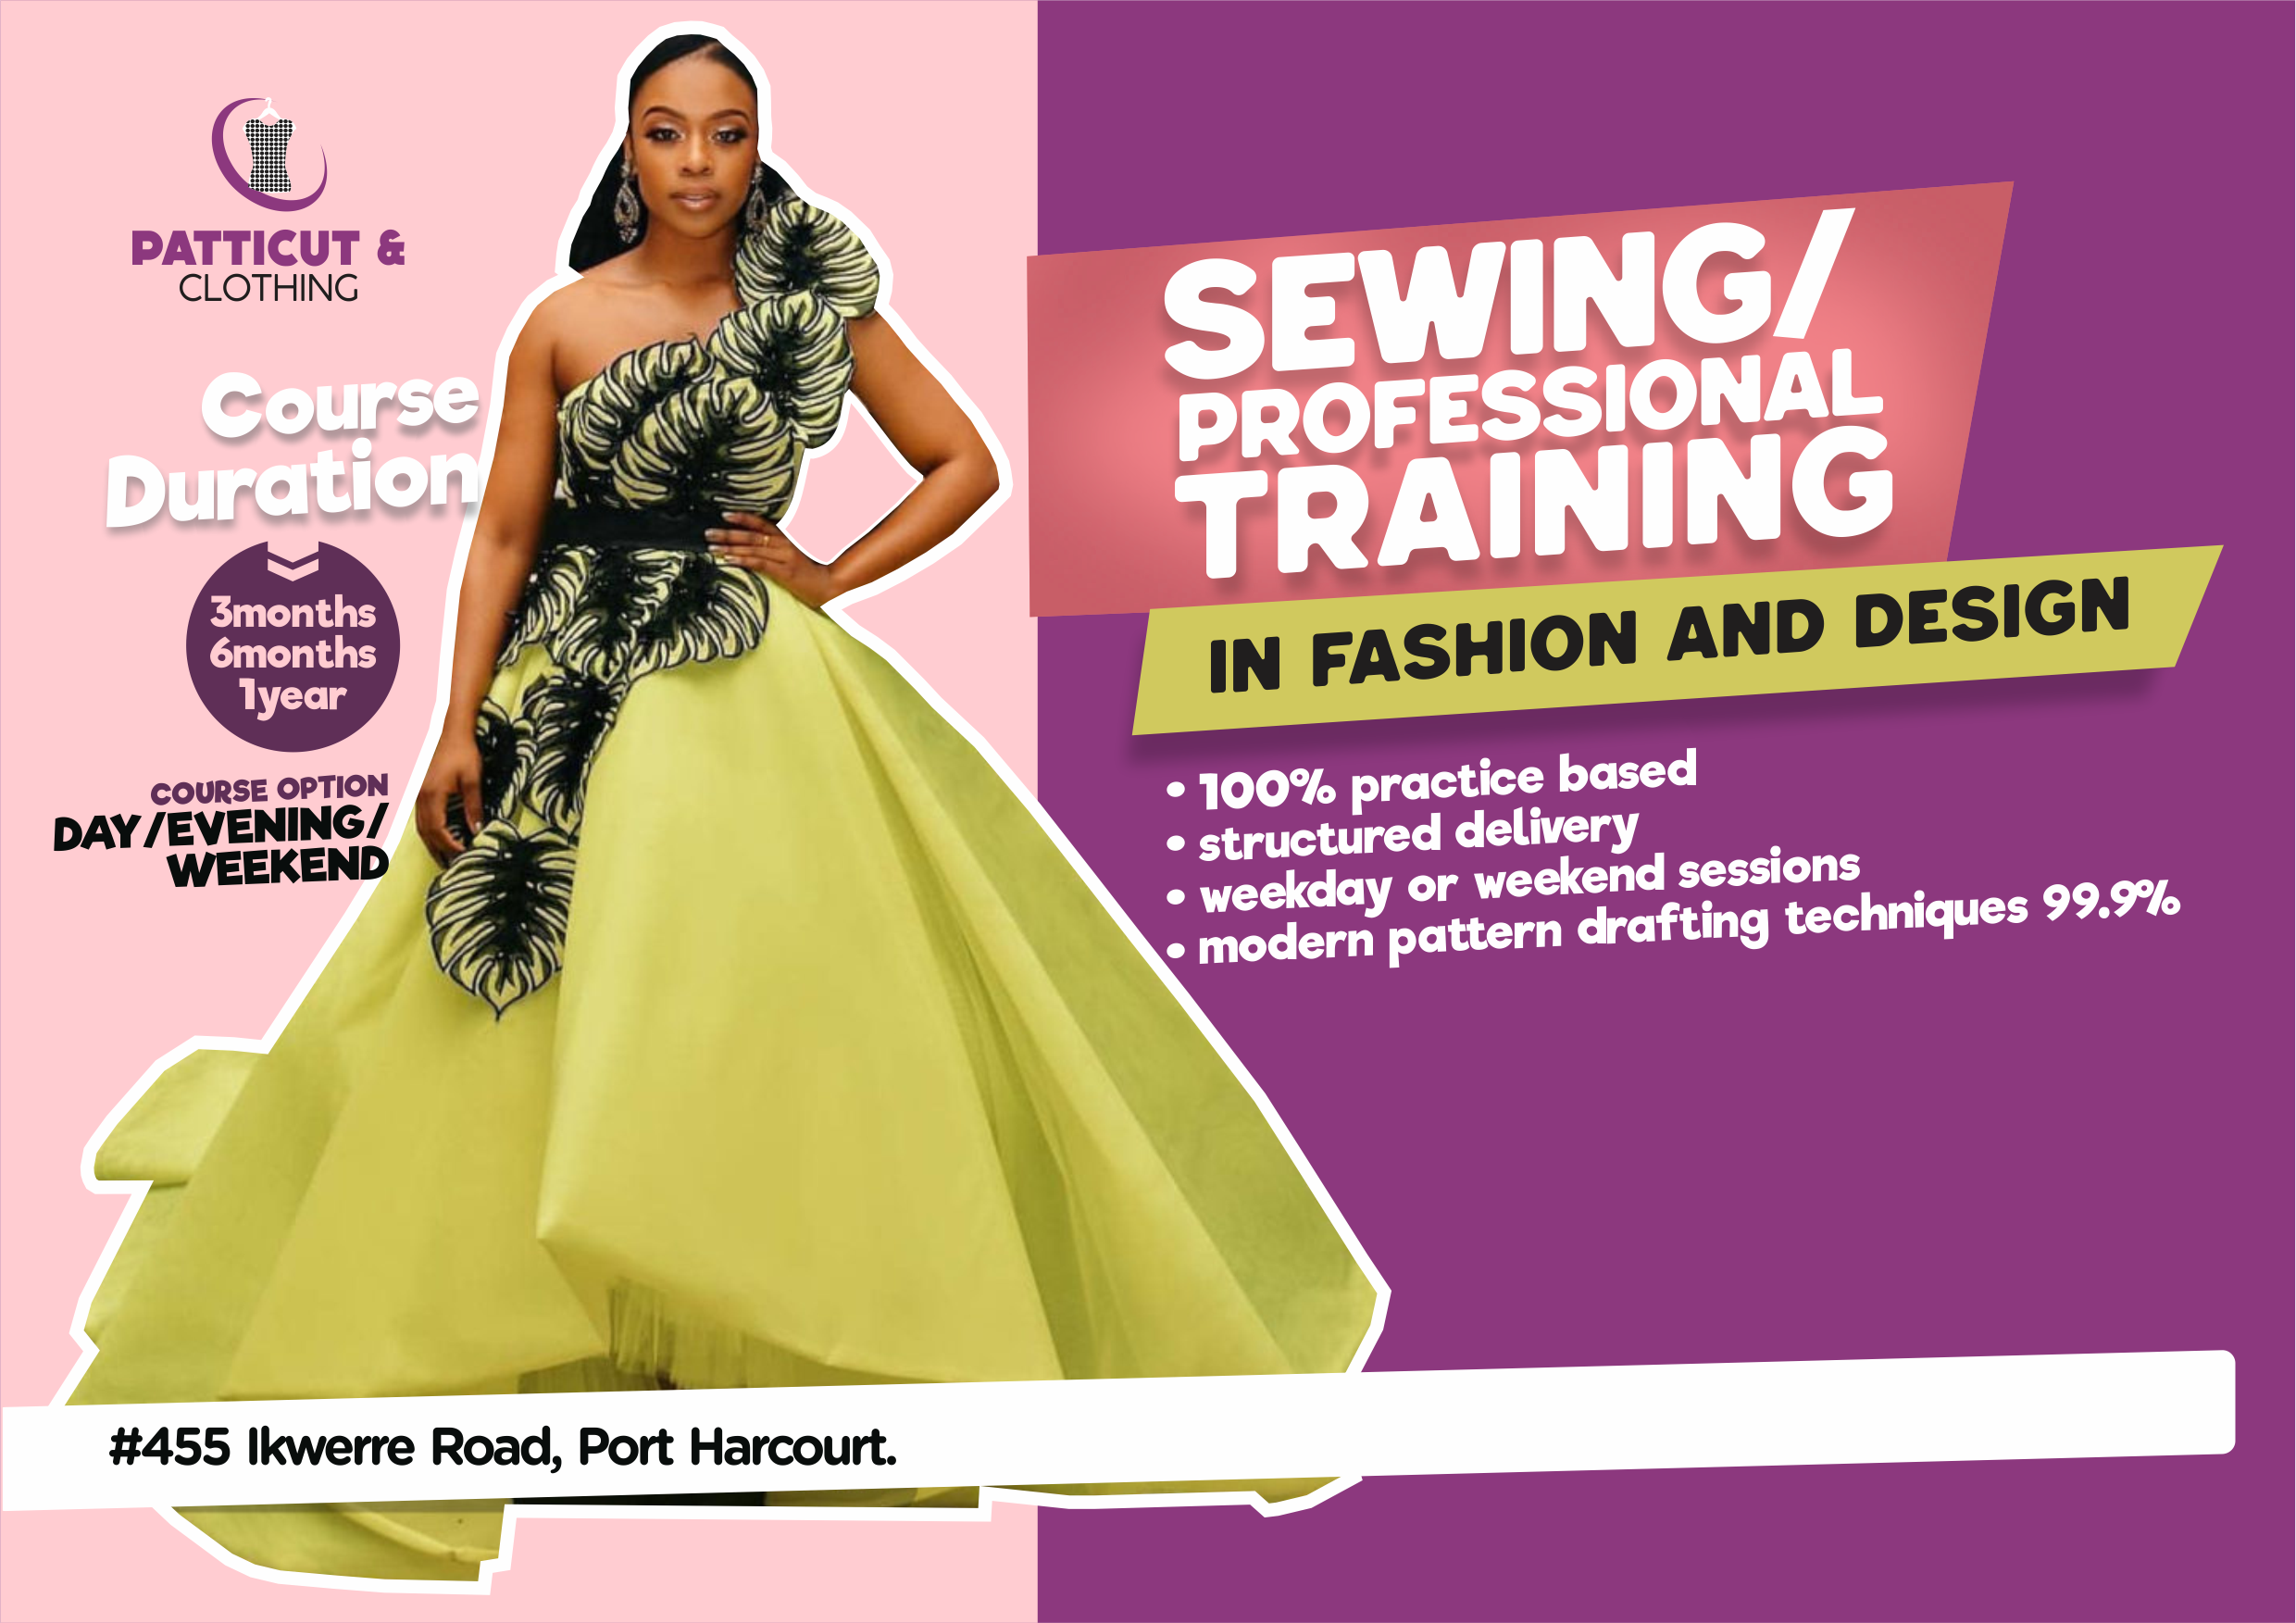 PATTICUT &
CLOTHING
Course
Duration
3months
6months
1year
COURSE OPTION
DAY/EVENING/
WEEKEND
SEWING/
PROFESSIONAL
TRAINING
IN FASHION AND DESIGN
• 100% practice based
• structured delivery
• weekday or weekend sessions
• modern pattern drafting techniques 99.9%
#455 Ikwerre Road, Port Harcourt.